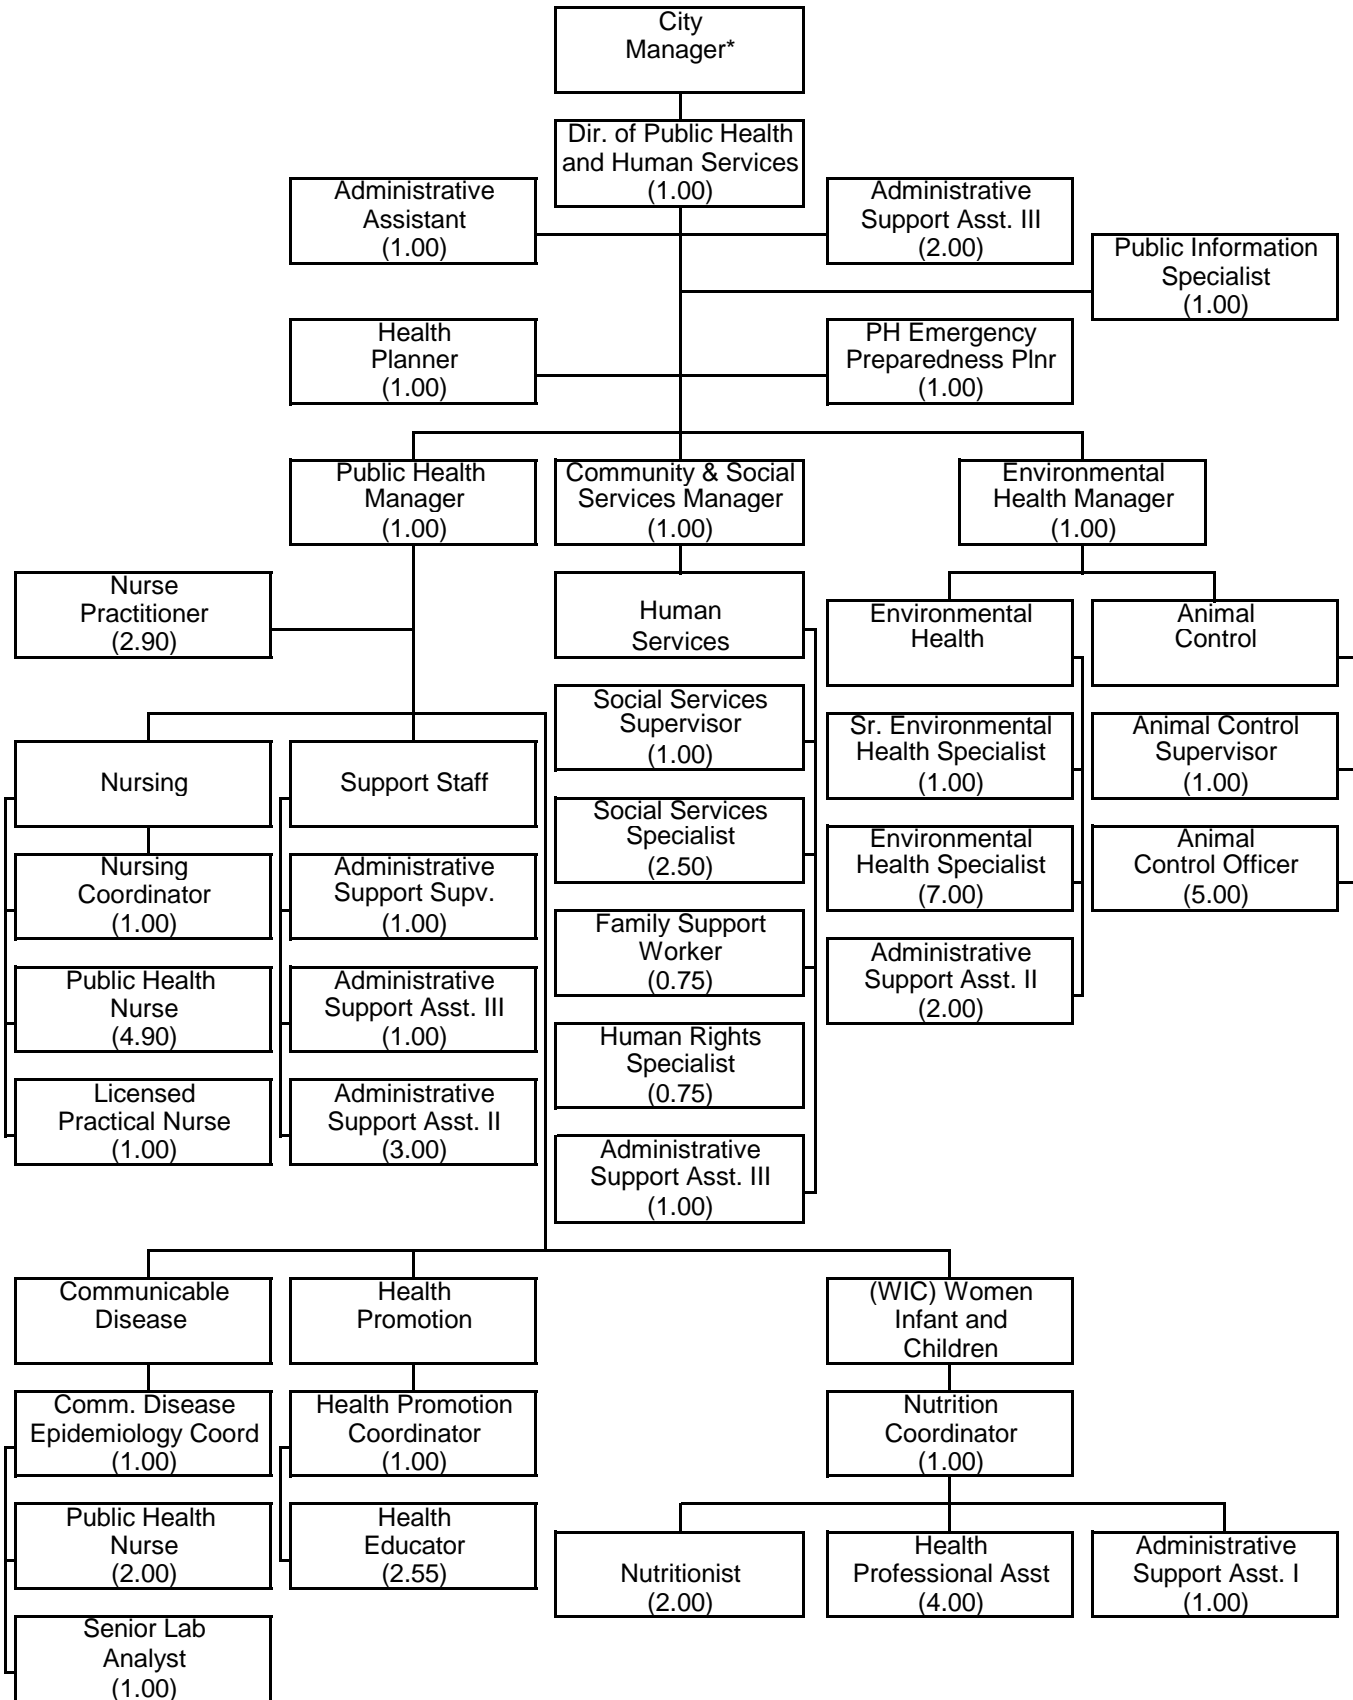 City
Manager*
Dir. of Public Health
and Human Services
(1.00)
Administrative
Assistant
(1.00)
Administrative
Support Asst. III
(2.00)
Public Information
Specialist
(1.00)
Health
Planner
(1.00)
PH Emergency
Preparedness Plnr
(1.00)
Public Health
Manager
(1.00)
Community & Social
Services Manager
(1.00)
Environmental
Health Manager
(1.00)
Nurse
Practitioner
(2.90)
Human
Services
Environmental
Health
Animal
Control
Social Services
Supervisor
(1.00)
Sr. Environmental
Health Specialist
(1.00)
Animal Control
Supervisor
(1.00)
Nursing
Support Staff
Social Services
Specialist
(2.50)
Environmental
Health Specialist
(7.00)
Animal
Control Officer
(5.00)
Nursing
Coordinator
(1.00)
Administrative
Support Supv.
(1.00)
Family Support
Worker
(0.75)
Administrative
Support Asst. II
(2.00)
Public Health
Nurse
(4.90)
Administrative
Support Asst. III
(1.00)
Human Rights
Specialist
(0.75)
Licensed
Practical Nurse
(1.00)
Administrative
Support Asst. II
(3.00)
Administrative
Support Asst. III
(1.00)
Communicable
Disease
Health
Promotion
(WIC) Women
Infant and
Children
Comm. Disease
Epidemiology Coord
(1.00)
Health Promotion
Coordinator
(1.00)
Nutrition
Coordinator
(1.00)
Public Health
Nurse
(2.00)
Health
Educator
(2.55)
Nutritionist
(2.00)
Health
Professional Asst
(4.00)
Administrative
Support Asst. I
(1.00)
Senior Lab
Analyst
(1.00)